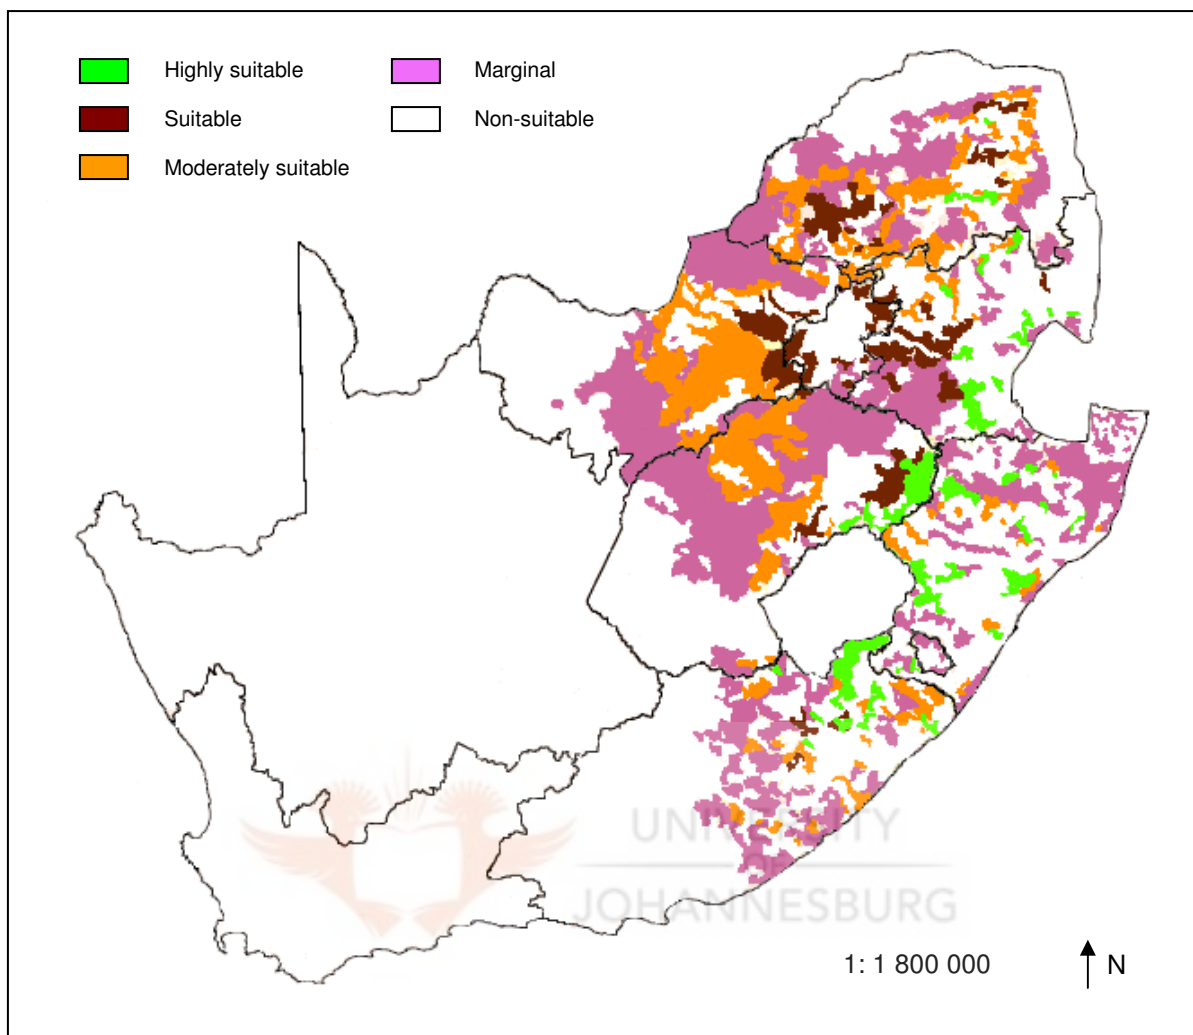 Highly suitable
Marginal
Suitable
Non-suitable
Moderately suitable
UNIVERSITY
OF
JOHANNESBURG
1: 1 800 000
N